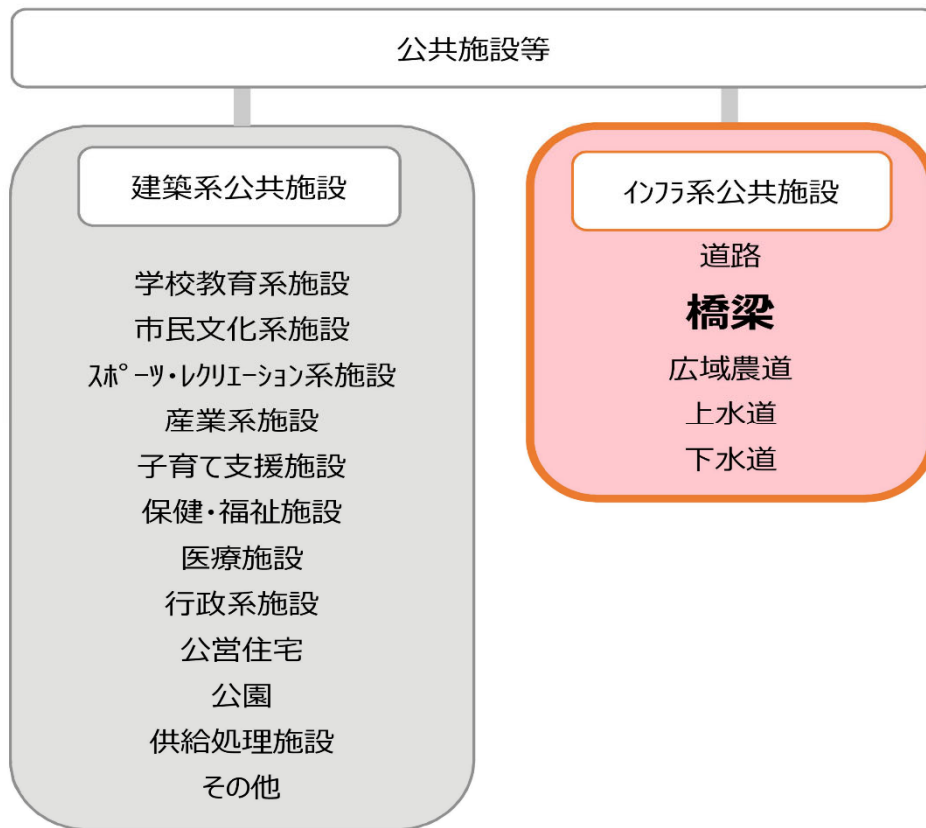 公共施設等
建築系公共施設
学校教育系施設
市民文化系施設
ｽﾎﾟｰﾂ･ﾚｸﾘｴｰｼｮﾝ系施設
産業系施設
子育て支援施設
保健･福祉施設
医療施設
行政系施設
公営住宅
公園
供給処理施設
その他
ｲﾝﾌﾗ系公共施設
道路
橋梁
広域農道
上水道
下水道